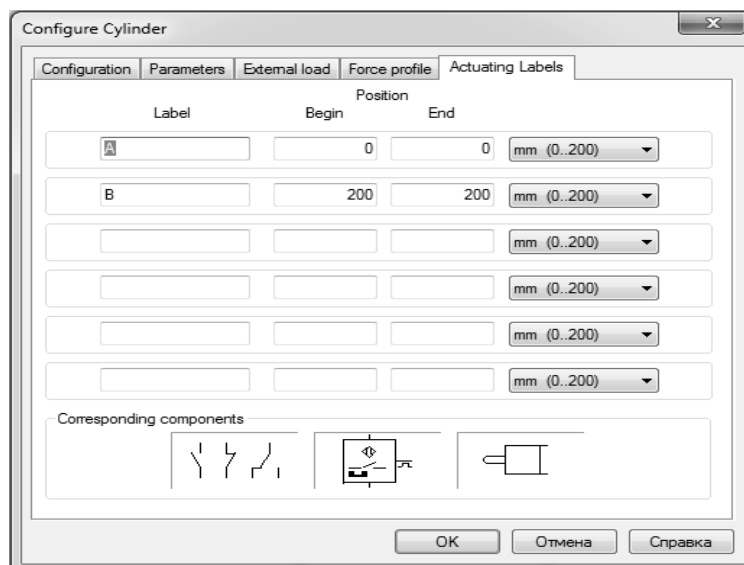 Configure Cylinder
Configuration Parameters External load Force profile Actuating Labels
Position
Label Begin End
A 0 0 mm (0..200)
B 200 200 mm (0..200)
mm (0..200)
mm (0..200)
mm (0..200)
mm (0..200)
Corresponding components
OK Отмена Справка